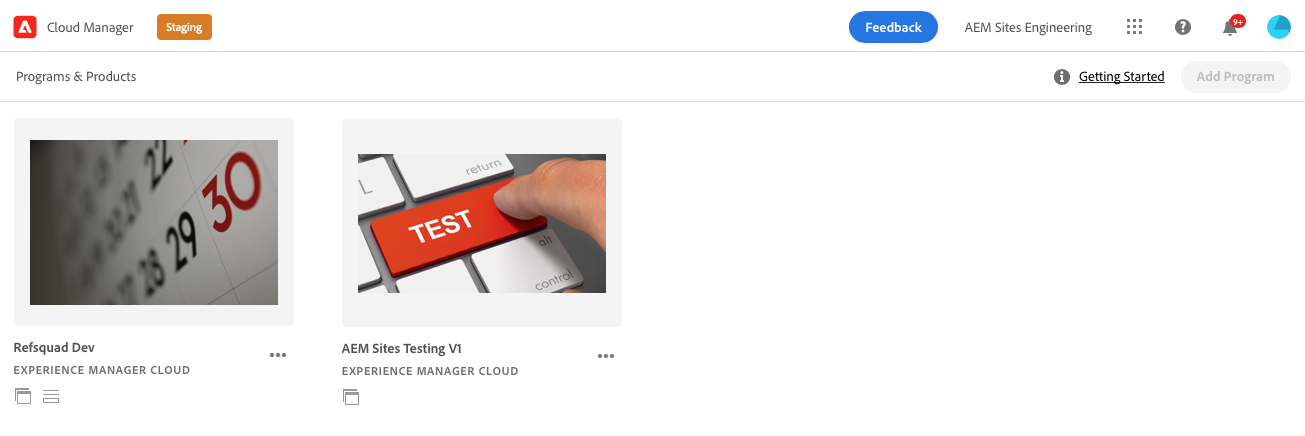 Cloud Manager
Staging
Feedback
AEM Sites Engineering
9+
Programs & Products
Getting Started
Add Program
22
30
29
28
27
return
L
TEST
alt
control
Refsquad Dev
EXPERIENCE MANAGER CLOUD
AEM Sites Testing V1
EXPERIENCE MANAGER CLOUD